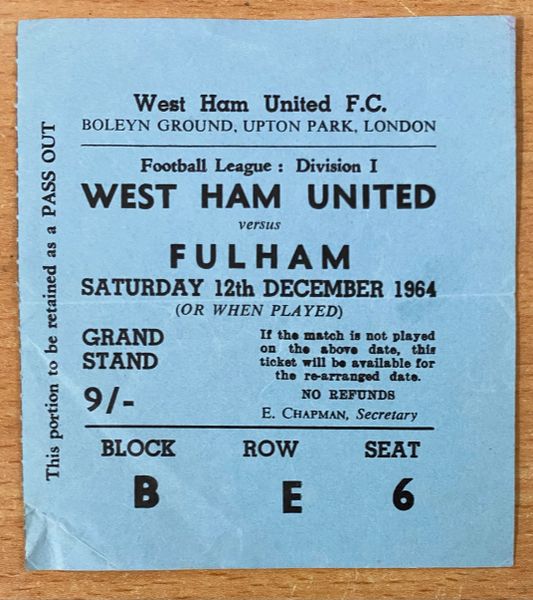 West Ham United F.C.
BOLEYN GROUND, UPTON PARK, LONDON
Football League : Division I
WEST HAM UNITED
versus
FULHAM
SATURDAY 12th DECEMBER 1964
(OR WHEN PLAYED)
GRAND
STAND
9/-
If the match is not played
on the above date, this
ticket will be available for
the re-arranged date.
NO REFUNDS
E. CHAPMAN, Secretary
BLOCK ROW SEAT
B E 6
This portion to be retained as a PASS OUT